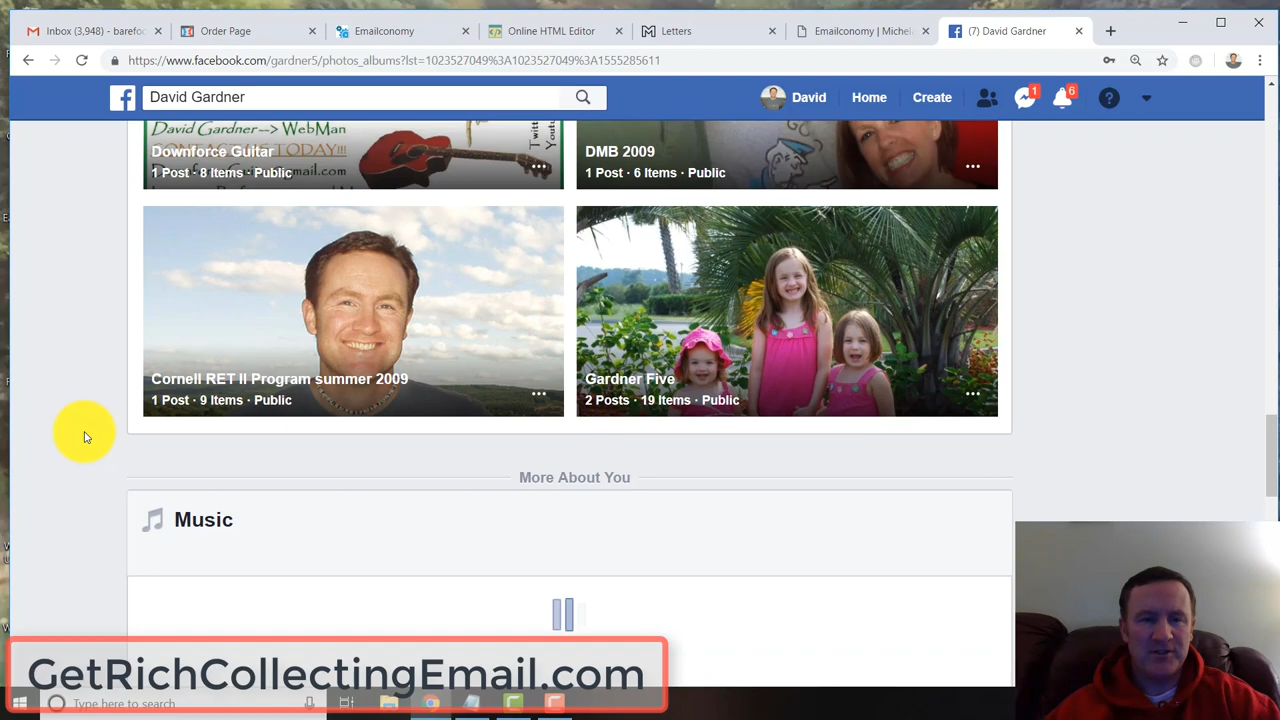 Inbox (3,948) - barefo
Order Page
Emailconomy
Online HTML Editor
Letters
Emailconomy | Michel
(7) David Gardner
https://www.facebook.com/gardner5/photos_albums?lst=1023527049%3A1023527049%3A1555285611
David Gardner
David
Home
Create
1
6
David Gardner--> WebMan
TODAY!!!
Downforce Guitar
1 Post · 8 Items · Public
DMB 2009
1 Post · 6 Items · Public
Cornell RET II Program summer 2009
1 Post · 9 Items · Public
Gardner Five
2 Posts · 19 Items · Public
More About You
Music
GetRichCollectingEmail.com
Type here to search